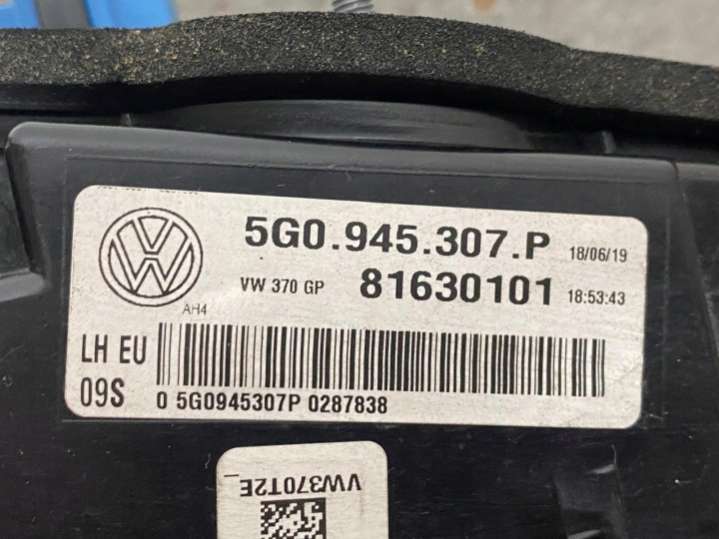 5G0.945.307.P 18/06/19
VW 370 GP 81630101 18:53:43
AH4
LH EU
09S 0 5G0945307P 0287838
VW370T2E_